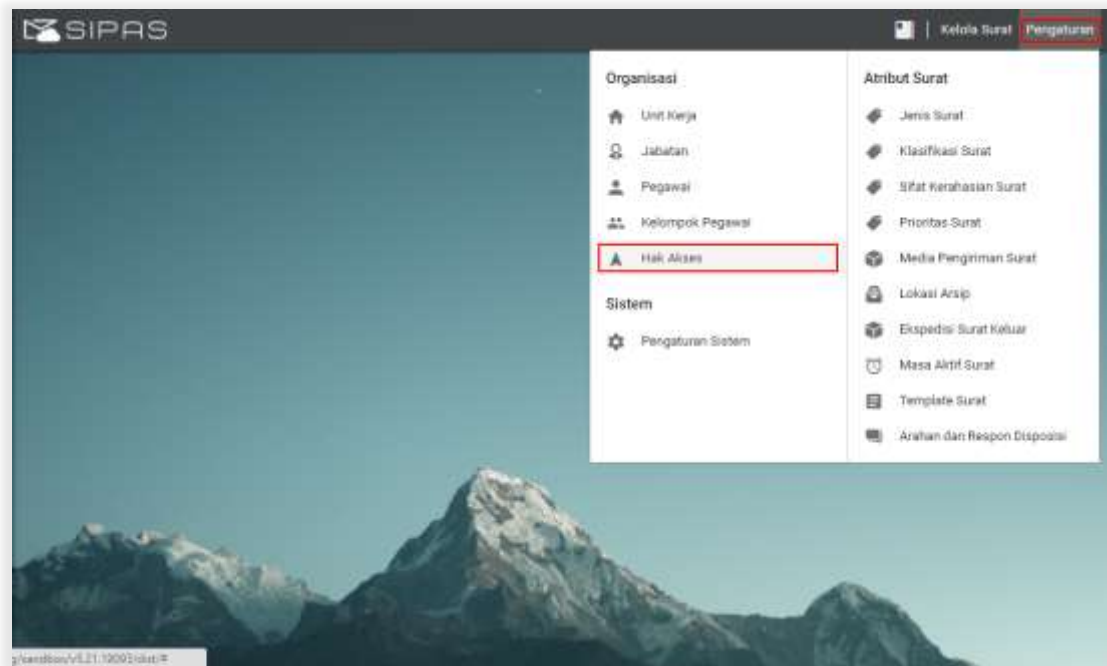 SIPAS
Kelola Surat
Pengaturan
Organisasi
Unit Kerja
Jabatan
Pegawai
Kelompok Pegawai
Hak Akses
Sistem
Pengaturan Sistem
Atribut Surat
Jenis Surat
Klasifikasi Surat
Sifat Kerahasian Surat
Prioritas Surat
Media Pengiriman Surat
Lokasi Arsip
Ekspedisi Surat Keluar
Masa Aktif Surat
Template Surat
Arahan dan Respon Disposisi